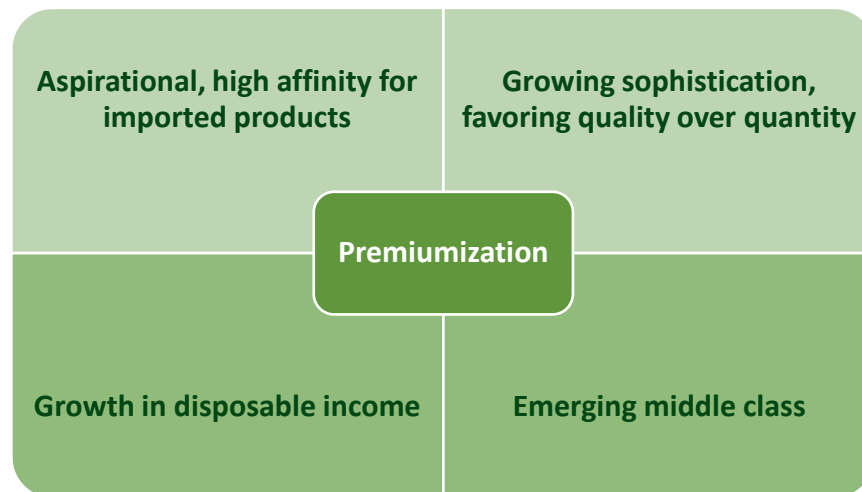 Aspirational, high affinity for
imported products
Growing sophistication,
favoring quality over quantity
Premiumization
Growth in disposable income
Emerging middle class